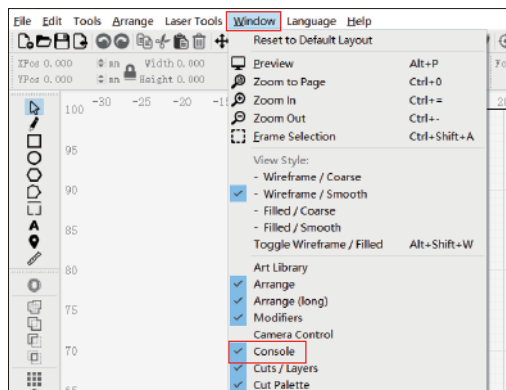 File Edit Tools Arrange Laser Tools Window Language Help
Reset to Default Layout
XPos 0.000 mm Width 0.000
YPos 0.000 mm Height 0.000
Preview Alt+P
Zoom to Page Ctrl+0
Zoom In Ctrl+=
Zoom Out Ctrl+-
Frame Selection Ctrl+Shift+A
-30 -25 -20
100
95
90
85
80
75
70
View Style:
- Wireframe / Coarse
- Wireframe / Smooth
- Filled / Coarse
- Filled / Smooth
Toggle Wireframe / Filled Alt+Shift+W
Art Library
Arrange
Arrange (long)
Modifiers
Camera Control
Console
Cuts / Layers
Cut Palette